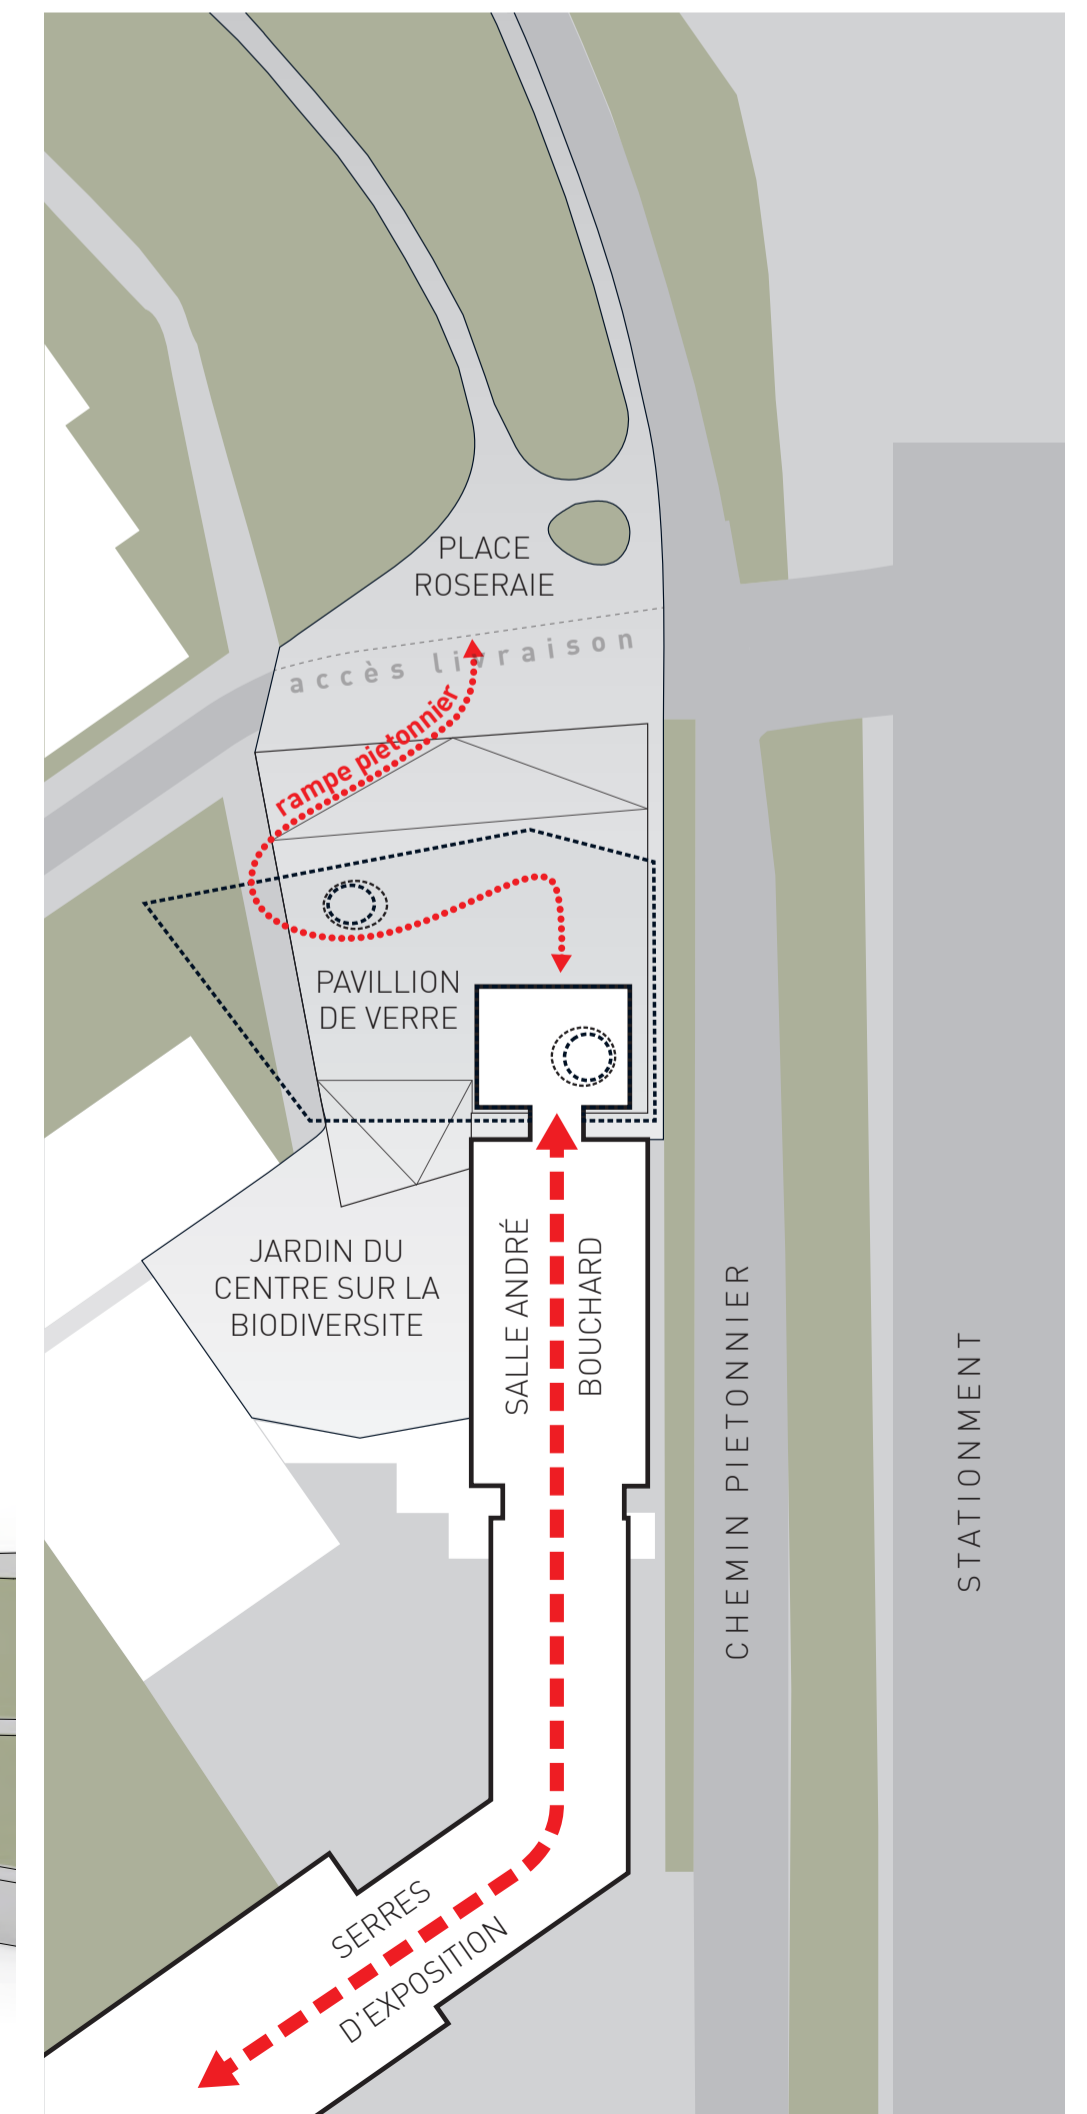 PLACE
ROSERAIE
accès livraison
rampe pietonnier
PAVILLION
DE VERRE
JARDIN DU
CENTRE SUR LA
BIODIVERSITE
SALLE ANDRÉ
BOUCHARD
CHEMIN PIETONNIER
STATIONMENT
SERRES
D'EXPOSITION